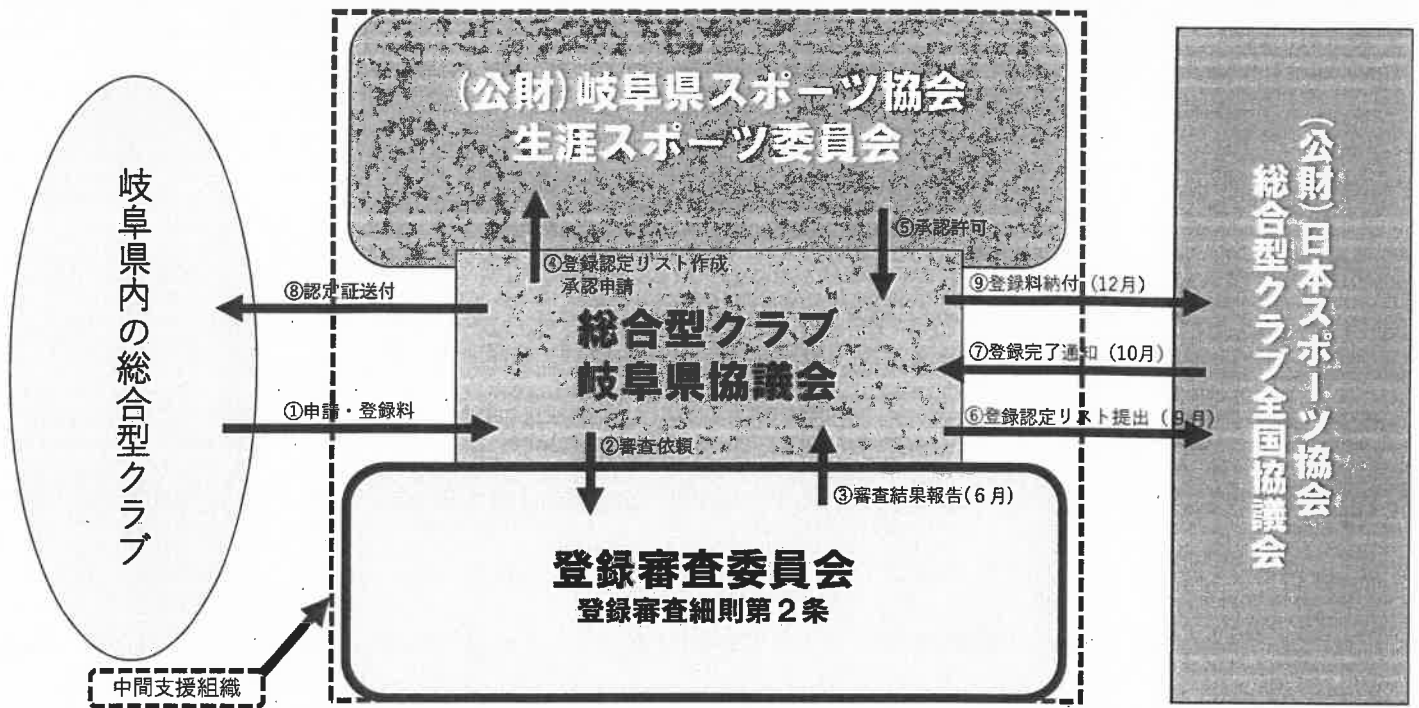 (公財)岐阜県スポーツ協会
生涯スポーツ委員会
岐阜県内の総合型クラブ
(公財)日本スポーツ協会
総合型クラブ全国協議会
④登録認定リスト作成
承認申請
⑤承認許可
⑧認定証送付
⑨登録料納付(12月)
総合型クラブ
岐阜県協議会
⑦登録完了通知(10月)
①申請・登録料
⑥登録認定リスト提出(9月)
②審査依頼
③審査結果報告(6月)
登録審査委員会
登録審査細則第2条
中間支援組織